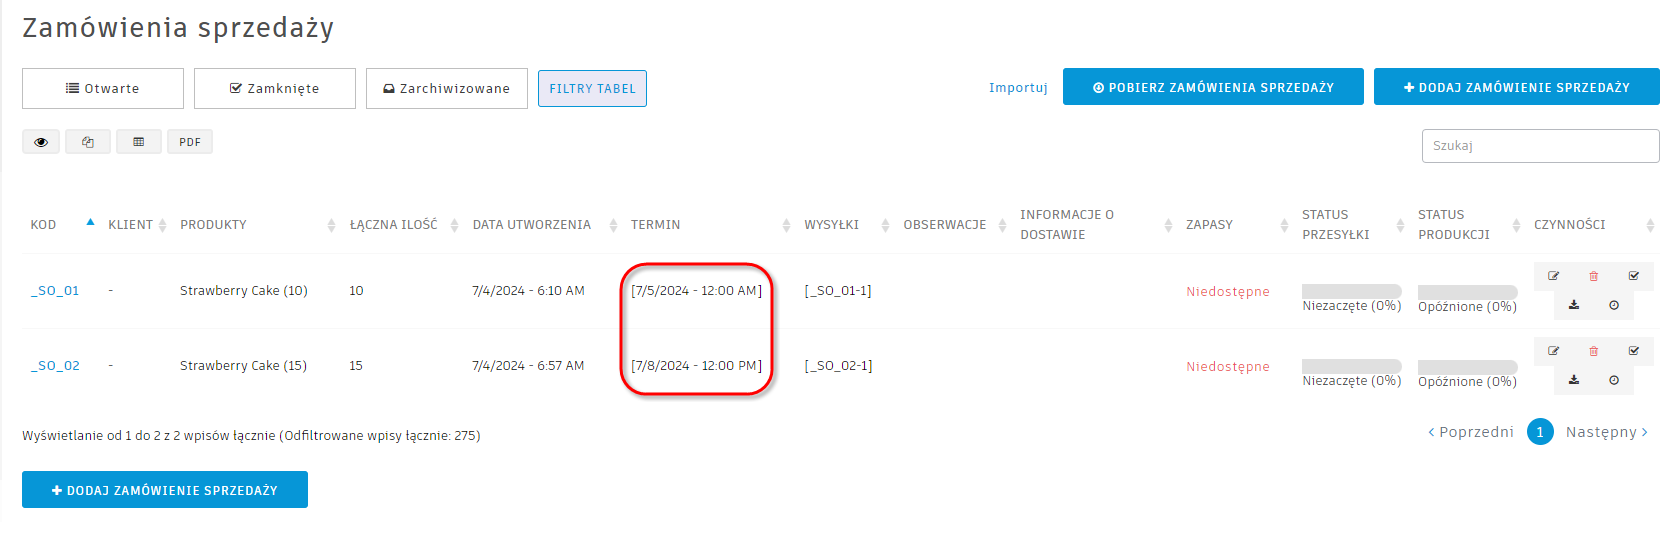 Zamówienia sprzedaży
Otwarte Zamknięte Zarchiwizowane FILTRY TABEL Importuj POBIERZ ZAMÓWIENIA SPRZEDAŻY DODAJ ZAMÓWIENIE SPRZEDAŻY
PDF Szukaj
KOD KLIENT PRODUKTY ŁĄCZNA ILOŚĆ DATA UTWORZENIA TERMIN WYSYŁKI OBSERWACJE INFORMACJE O DOSTAWIE ZAPASY STATUS PRZESYŁKI STATUS PRODUKCJI CZYNNOŚCI
_SO_01 - Strawberry Cake (10) 10 7/4/2024 - 6:10 AM [7/5/2024 - 12:00 AM] [_SO_01-1] Niedostępne Niezaczęte (0%) Opóźnione (0%)
_SO_02 - Strawberry Cake (15) 15 7/4/2024 - 6:57 AM [7/8/2024 - 12:00 PM] [_SO_02-1] Niedostępne Niezaczęte (0%) Opóźnione (0%)
Wyświetlanie od 1 do 2 z 2 wpisów łącznie (Odfiltrowane wpisy łącznie: 275) Poprzedni 1 Następny
DODAJ ZAMÓWIENIE SPRZEDAŻY